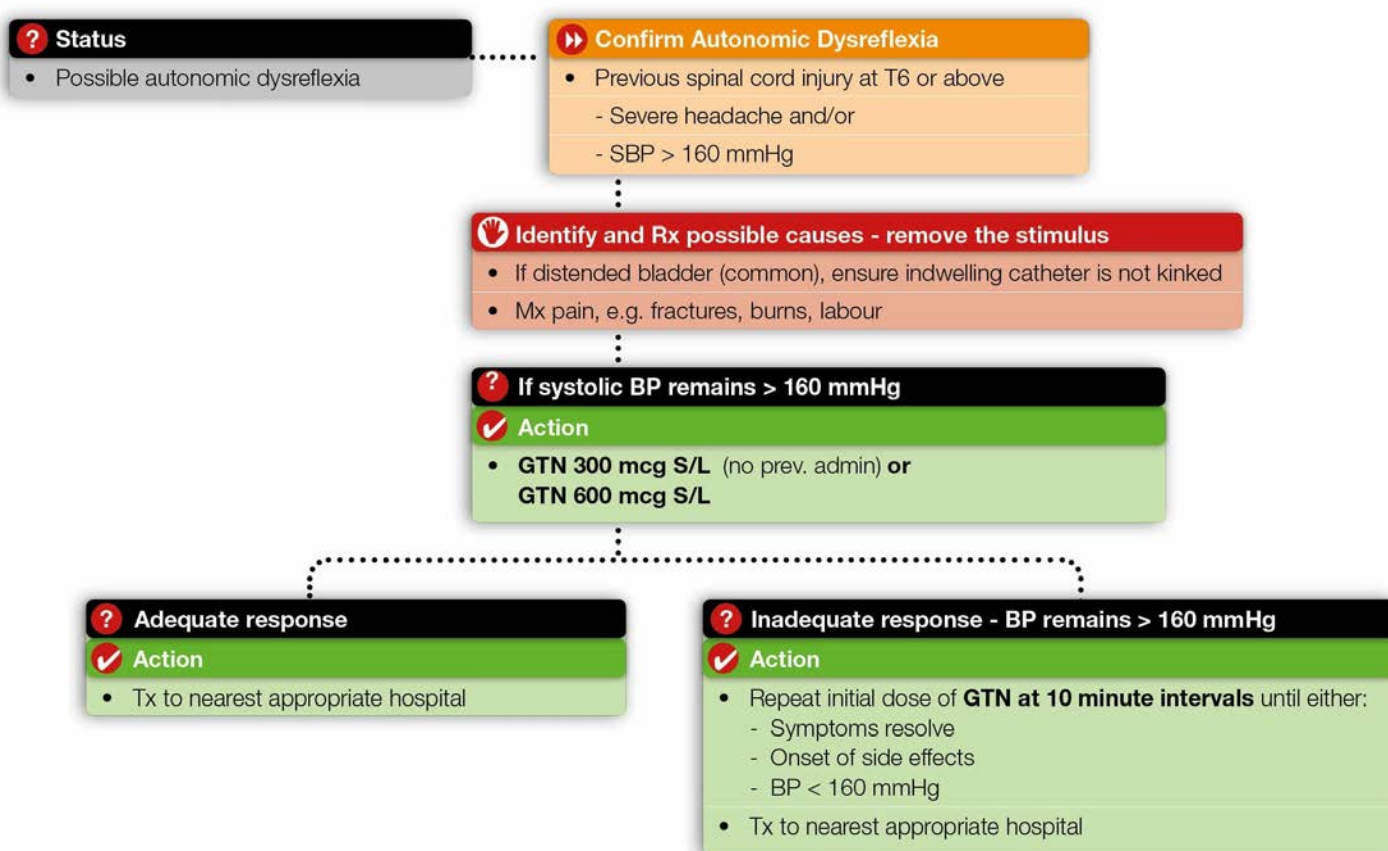 ? Status
• Possible autonomic dysreflexia
Confirm Autonomic Dysreflexia
• Previous spinal cord injury at T6 or above
- Severe headache and/or
- SBP > 160 mmHg
Identify and Rx possible causes - remove the stimulus
• If distended bladder (common), ensure indwelling catheter is not kinked
• Mx pain, e.g. fractures, burns, labour
? If systolic BP remains > 160 mmHg
Action
• GTN 300 mcg S/L (no prev. admin) or
GTN 600 mcg S/L
? Adequate response
Action
• Tx to nearest appropriate hospital
? Inadequate response - BP remains > 160 mmHg
Action
• Repeat initial dose of GTN at 10 minute intervals until either:
- Symptoms resolve
- Onset of side effects
- BP < 160 mmHg
• Tx to nearest appropriate hospital